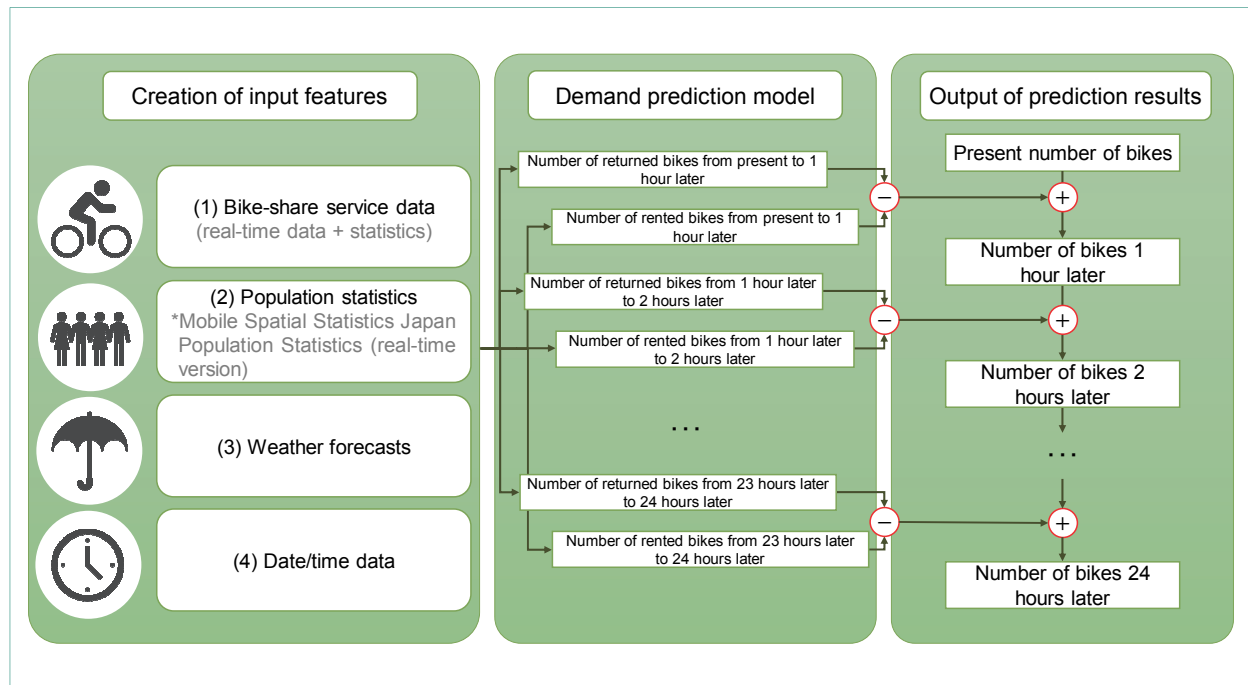 Creation of input features
(1) Bike-share service data
(real-time data + statistics)
(2) Population statistics
*Mobile Spatial Statistics Japan
Population Statistics (real-time
version)
(3) Weather forecasts
(4) Date/time data
Demand prediction model
Number of returned bikes from present to 1
hour later
Number of rented bikes from present to 1
hour later
Number of returned bikes from 1 hour later
to 2 hours later
Number of rented bikes from 1 hour later
to 2 hours later
...
Number of returned bikes from 23 hours later
to 24 hours later
Number of rented bikes from 23 hours later
to 24 hours later
−
−
−
Output of prediction results
Present number of bikes
+
Number of bikes 1
hour later
+
Number of bikes 2
hours later
...
+
Number of bikes 24
hours later